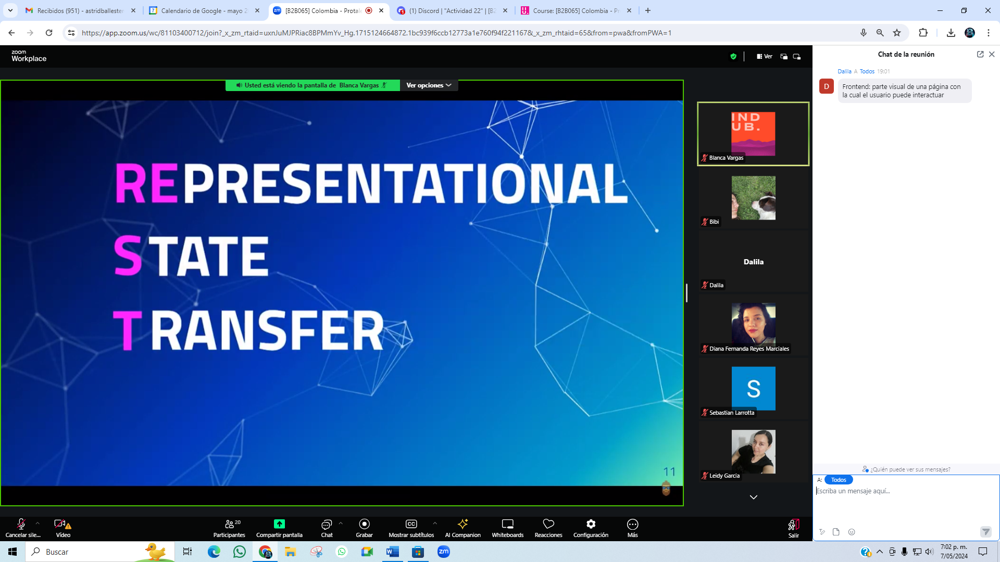 Recibidos (951) - astridballester
Calendario de Google - mayo 2
[B2B065] Colombia - Protale
(1) Discord | "Actividad 22" | [B2
Course: [B2B065] Colombia - Pr
https://app.zoom.us/wc/81103400712/join?_x_zm_rtaid=uxnJuMJPRiac8BPMmYv_Hg.1715124664872.1bc939f6ccb12773a1e760f94f221167&_x_zm_rhtaid=65&from=pwa&fromPWA=1
zoom
Workplace
Ver
Usted está viendo la pantalla de Blanca Vargas
Ver opciones
REPRESENTATIONAL
STATE
TRANSFER
11
IND
UB.
Blanca Vargas
Bibi
Dalila
Dalila
Diana Fernanda Reyes Marciales
S
Sebastian Larrotta
Leidy Garcia
Chat de la reunión
Dalila A Todos 19:01
D
Frontend: parte visual de una página con
la cual el usuario puede interactuar
¿Quién puede ver sus mensajes?
A: Todos
Escriba un mensaje aquí...
Cancelar sile...
Vídeo
20
Participantes
Compartir pantalla
Chat
Grabar
CC
Mostrar subtítulos
AI Companion
Whiteboards
Reacciones
Configuración
Más
Salir
Buscar
zm
7:02 p. m.
7/05/2024